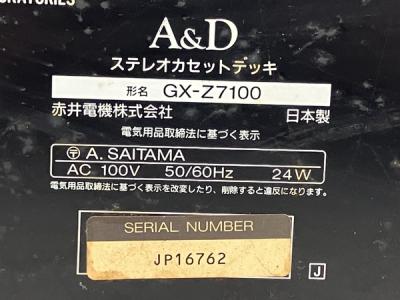 A&D
ステレオカセットデッキ
形名 GX-Z7100
赤井電機株式会社 日本製
電気用品取締法に基づく表示
〒 A. SAITAMA
AC 100V 50/60Hz 24W
電気用品取締法に基づく表示を改変したり、削除すると違反になります。
SERIAL NUMBER
JP16762
J